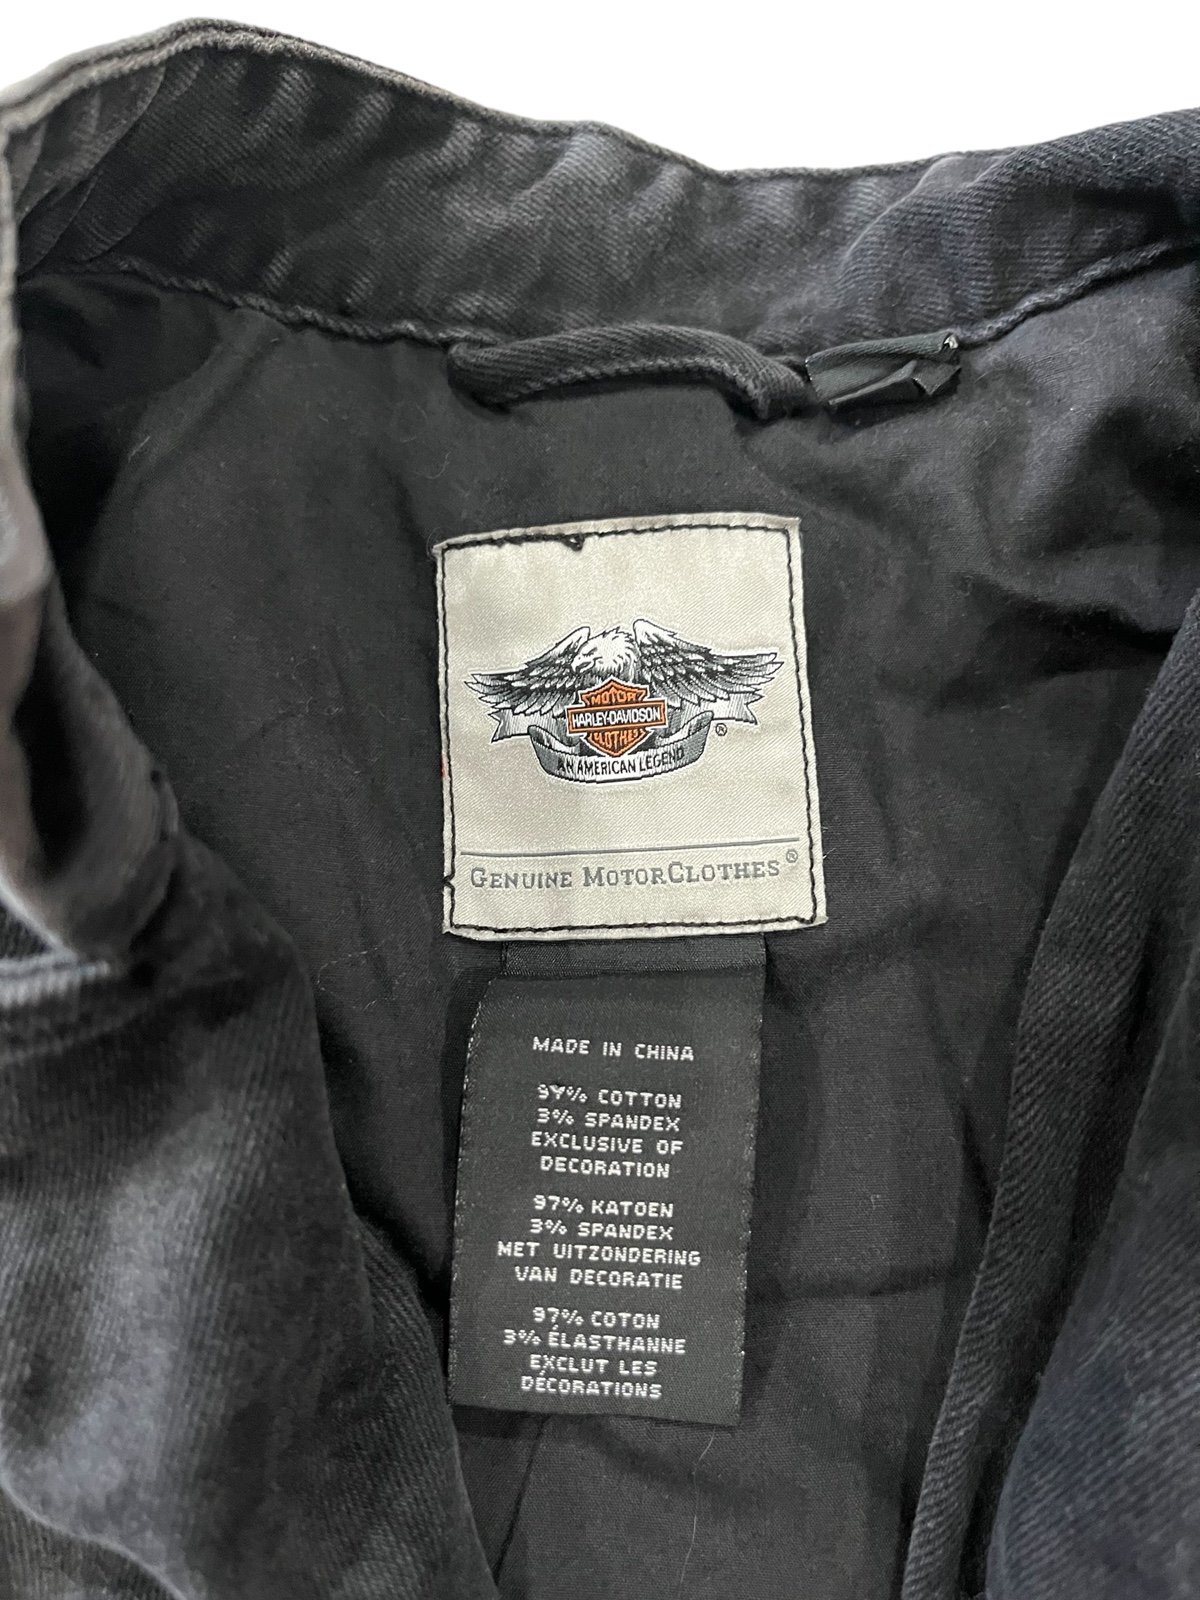 MOTOR
HARLEY-DAVIDSON
CLOTHES
®
AN AMERICAN LEGEND
GENUINE MOTORCLOTHES®
MADE IN CHINA
97% COTTON
3% SPANDEX
EXCLUSIVE OF
DECORATION
97% KATOEN
3% SPANDEX
MET UITZONDERING
VAN DECORATIE
97% COTON
3% ÉLASTHANNE
EXCLUT LES
DÉCORATIONS